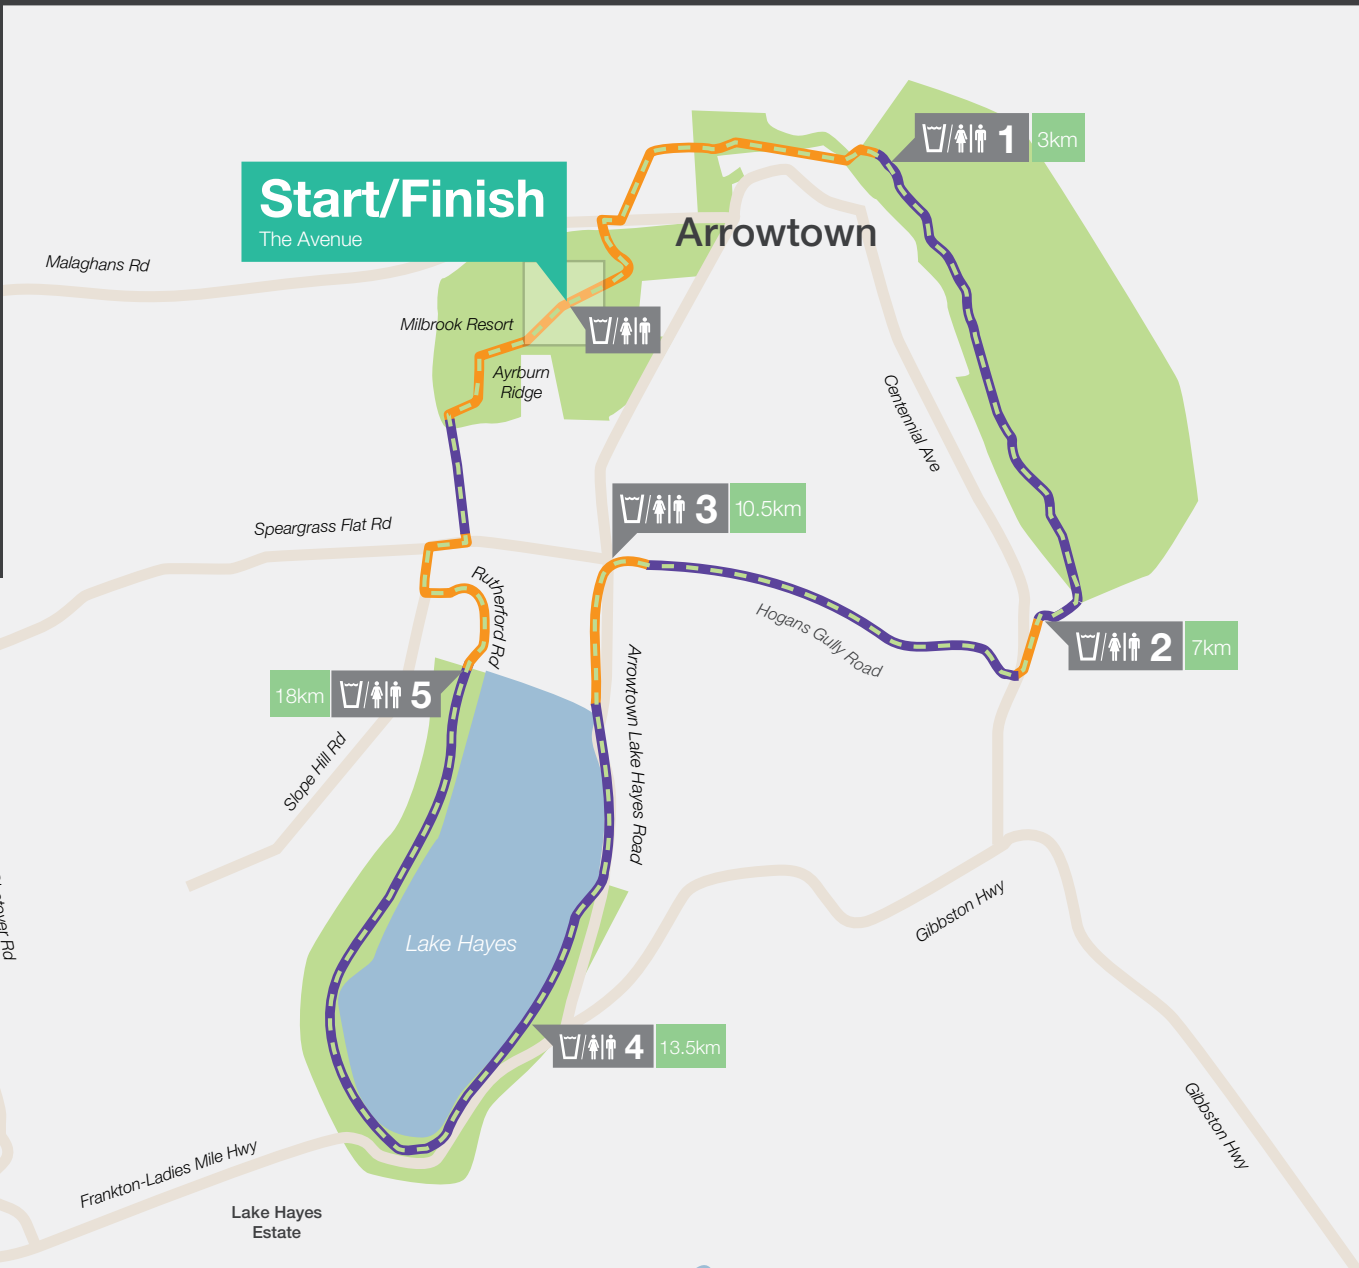 1
3km
Start/Finish
The Avenue
Arrowtown
Malaghans Rd
Milbrook Resort
Ayrburn
Ridge
Centennial Ave
3
10.5km
Speargrass Flat Rd
Rutherford Rd
Hogans Gully Road
2
7km
18km
5
Arrowtown Lake Hayes Road
Slope Hill Rd
Gibbston Hwy
Lake Hayes
Rd
4
13.5km
Gibbston Hwy
Frankton-Ladies Mile Hwy
Lake Hayes
Estate